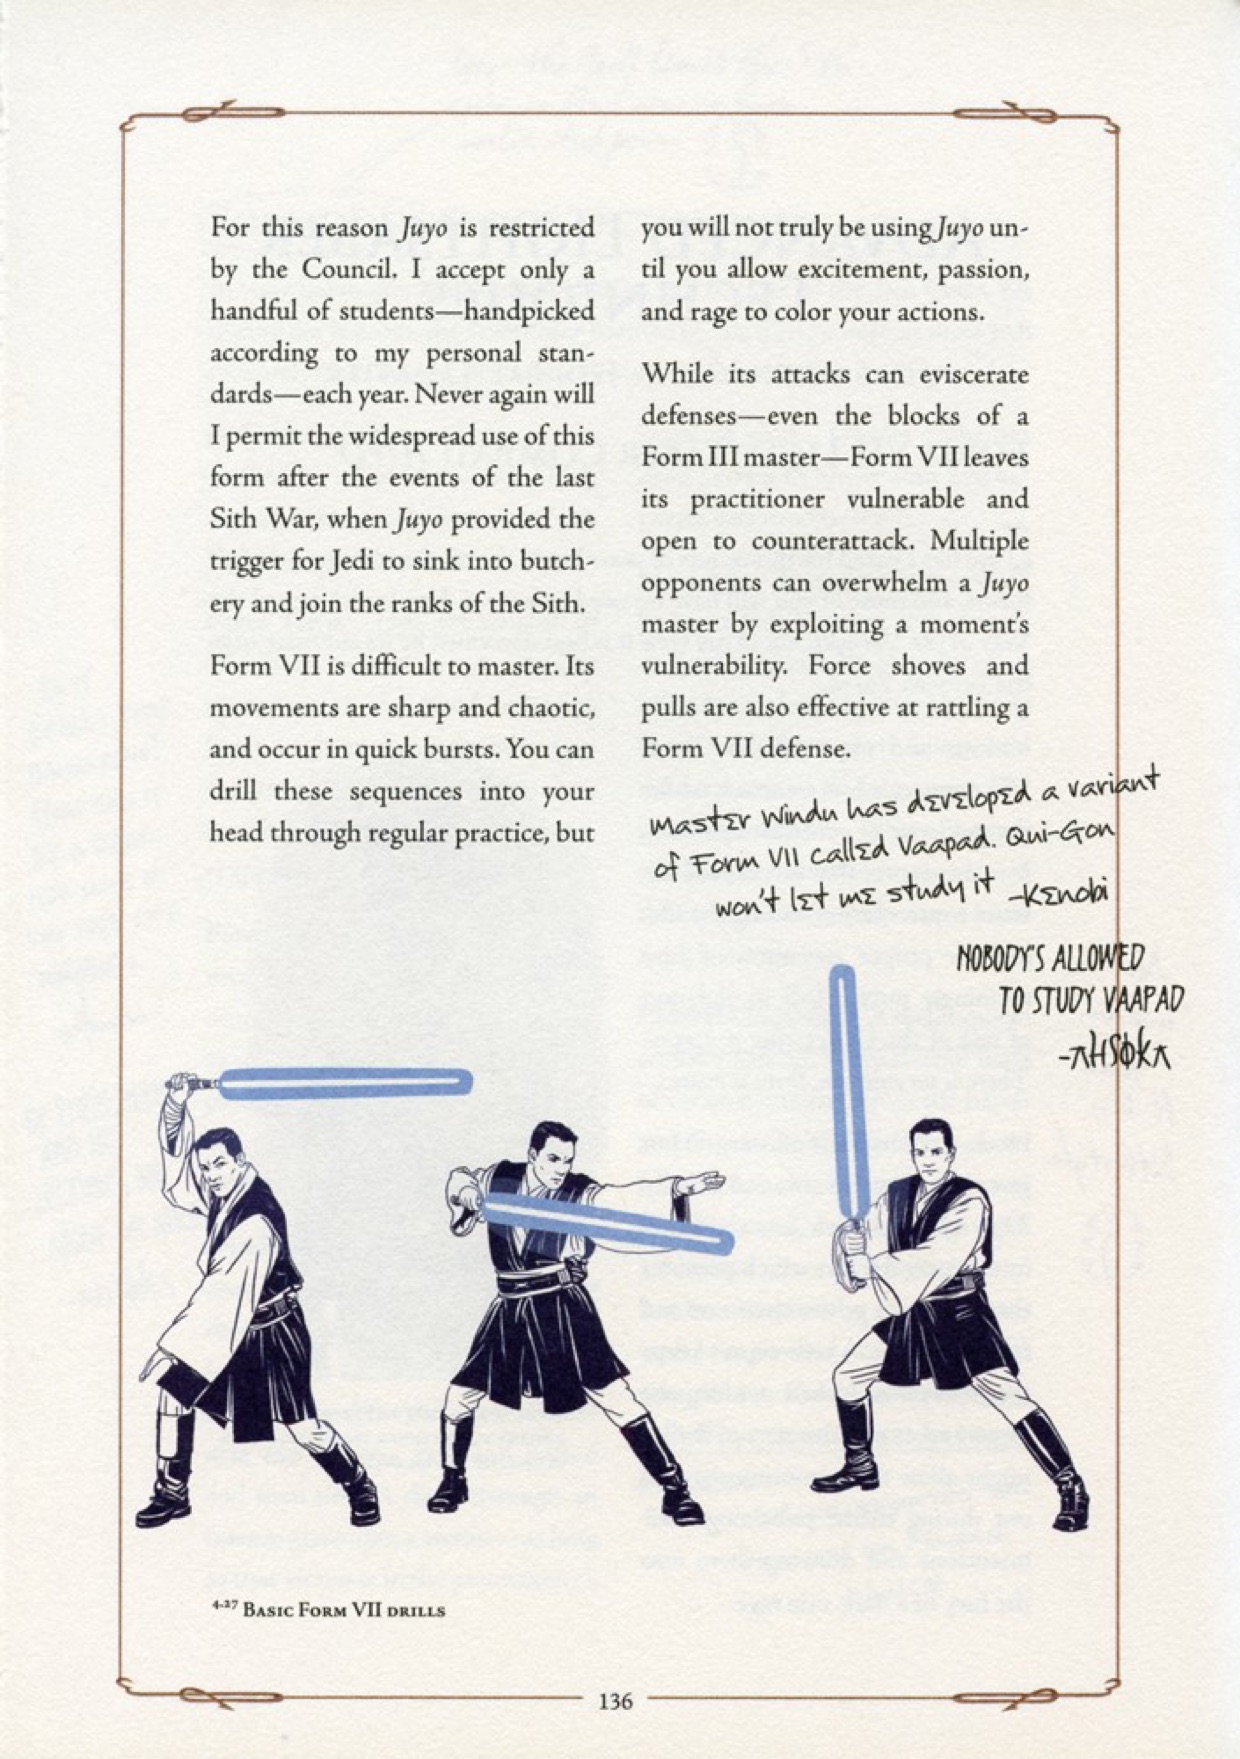 For this reason Juyo is restricted
by the Council. I accept only a
handful of students—handpicked
according to my personal stan-
dards—each year. Never again will
I permit the widespread use of this
form after the events of the last
Sith War, when Juyo provided the
trigger for Jedi to sink into butch-
ery and join the ranks of the Sith.
Form VII is difficult to master. Its
movements are sharp and chaotic,
and occur in quick bursts. You can
drill these sequences into your
head through regular practice, but
you will not truly be using Juyo un-
til you allow excitement, passion,
and rage to color your actions.
While its attacks can eviscerate
defenses—even the blocks of a
Form III master—Form VII leaves
its practitioner vulnerable and
open to counterattack. Multiple
opponents can overwhelm a Juyo
master by exploiting a moment's
vulnerability. Force shoves and
pulls are also effective at rattling a
Form VII defense.
Master Windu has developed a variant
of Form VII called Vaapad. Qui-Gon
won't let me study it -Kenobi
NOBODY'S ALLOWED
TO STUDY VAAPAD
-AHSOKA
4-27 BASIC FORM VII DRILLS
136